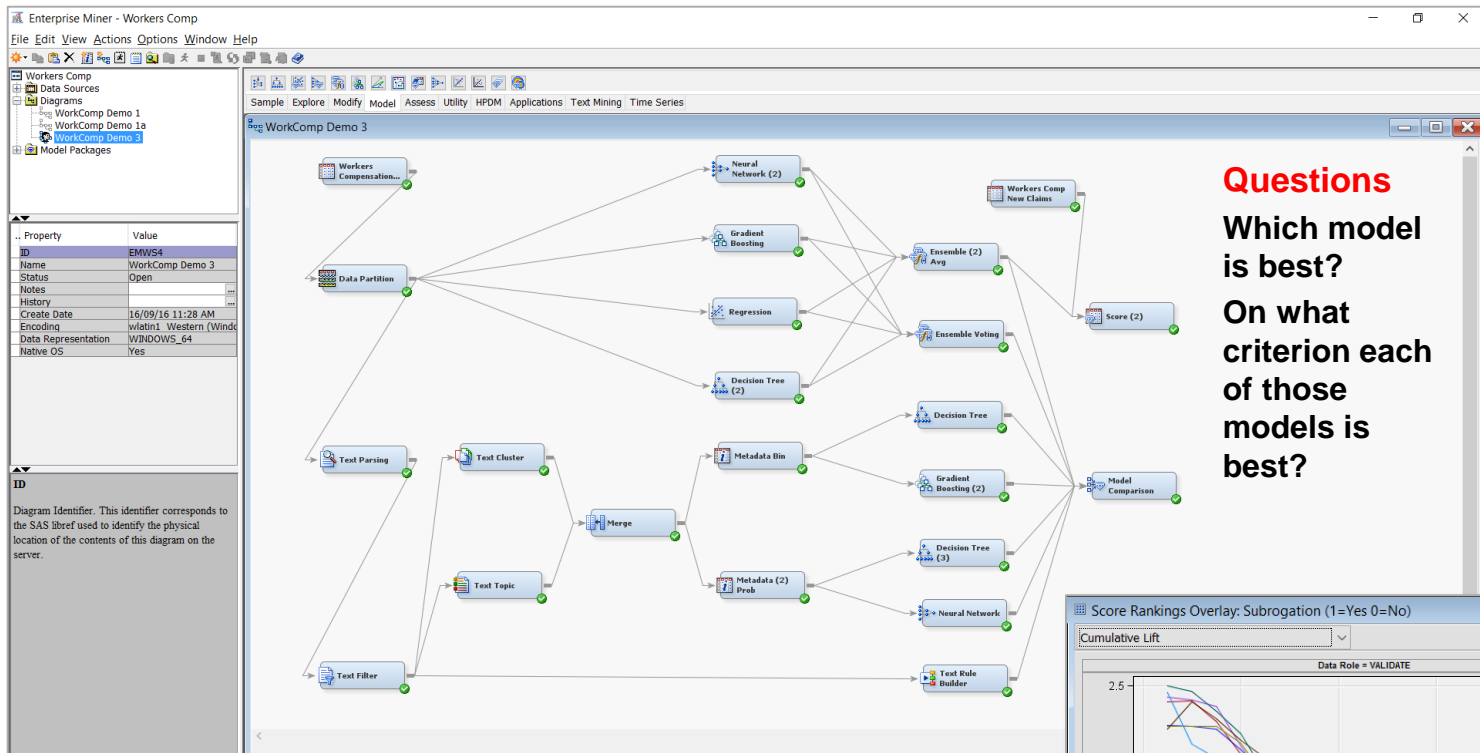 Enterprise Miner - Workers Comp
File Edit View Actions Options Window Help
Workers Comp
Data Sources
Diagrams
WorkComp Demo 1
WorkComp Demo 1a
WorkComp Demo 3
Model Packages
.. Property Value
ID EMWS4
Name WorkComp Demo 3
Status Open
Notes ...
History ...
Create Date 16/09/16 11:28 AM
Encoding wlatin1 Western (Windo
Data Representation WINDOWS_64
Native OS Yes
ID
Diagram Identifier. This identifier corresponds to
the SAS libref used to identify the physical
location of the contents of this diagram on the
server.
Sample Explore Modify Model Assess Utility HPDM Applications Text Mining Time Series
WorkComp Demo 3
Workers
Compensation...
Data Partition
Text Parsing
Text Filter
Text Cluster
Text Topic
Merge
Neural
Network (2)
Gradient
Boosting
Regression
Decision Tree
(2)
Metadata Bin
Metadata (2)
Prob
Workers Comp
New Claims
Ensemble (2)
Avg
Ensemble Voting
Decision Tree
Gradient
Boosting (2)
Decision Tree
(3)
Neural Network
Text Rule
Builder
Score (2)
Model
Comparison
Questions
Which model
is best?
On what
criterion each
of those
models is
best?
Score Rankings Overlay: Subrogation (1=Yes 0=No)
Cumulative Lift
Data Role = VALIDATE
2.5